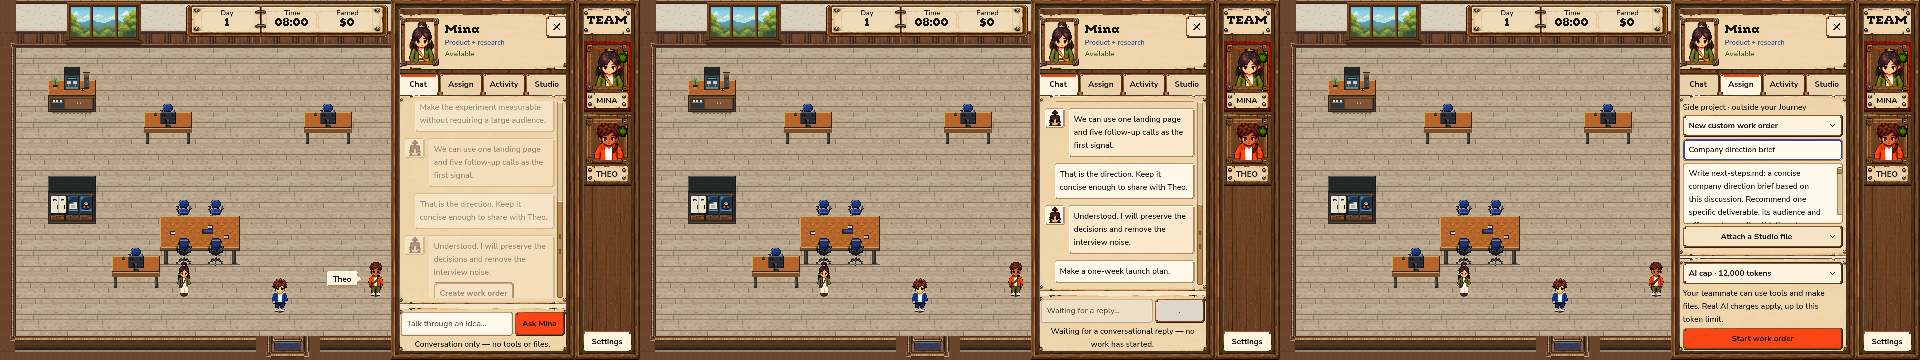 Day
1
Time
08:00
Earned
$0
Theo
Mina
Product + research
Available
Chat
Assign
Activity
Studio
Make the experiment measurable
without requiring a large audience.
We can use one landing page
and five follow-up calls as the
first signal.
That is the direction. Keep it
concise enough to share with Theo.
Understood. I will preserve the
decisions and remove the
interview noise.
Create work order
Talk through an idea...
Ask Mina
Conversation only — no tools or files.
TEAM
MINA
THEO
Settings
Day
1
Time
08:00
Earned
$0
Mina
Product + research
Available
Chat
Assign
Activity
Studio
We can use one landing page
and five follow-up calls as the
first signal.
That is the direction. Keep it
concise enough to share with Theo.
Understood. I will preserve the
decisions and remove the
interview noise.
Make a one-week launch plan.
Waiting for a reply...
Waiting for a conversational reply — no
work has started.
TEAM
MINA
THEO
Settings
Day
1
Time
08:00
Earned
$0
Mina
Product + research
Available
Chat
Assign
Activity
Studio
Side project · outside your Journey
New custom work order
Company direction brief
Write next-steps.md: a concise
company direction brief based on
this discussion. Recommend one
specific deliverable, its audience and
Attach a Studio file
AI cap · 12,000 tokens
Your teammate can use tools and make
files. Real AI charges apply, up to this
token limit.
Start work order
TEAM
MINA
THEO
Settings